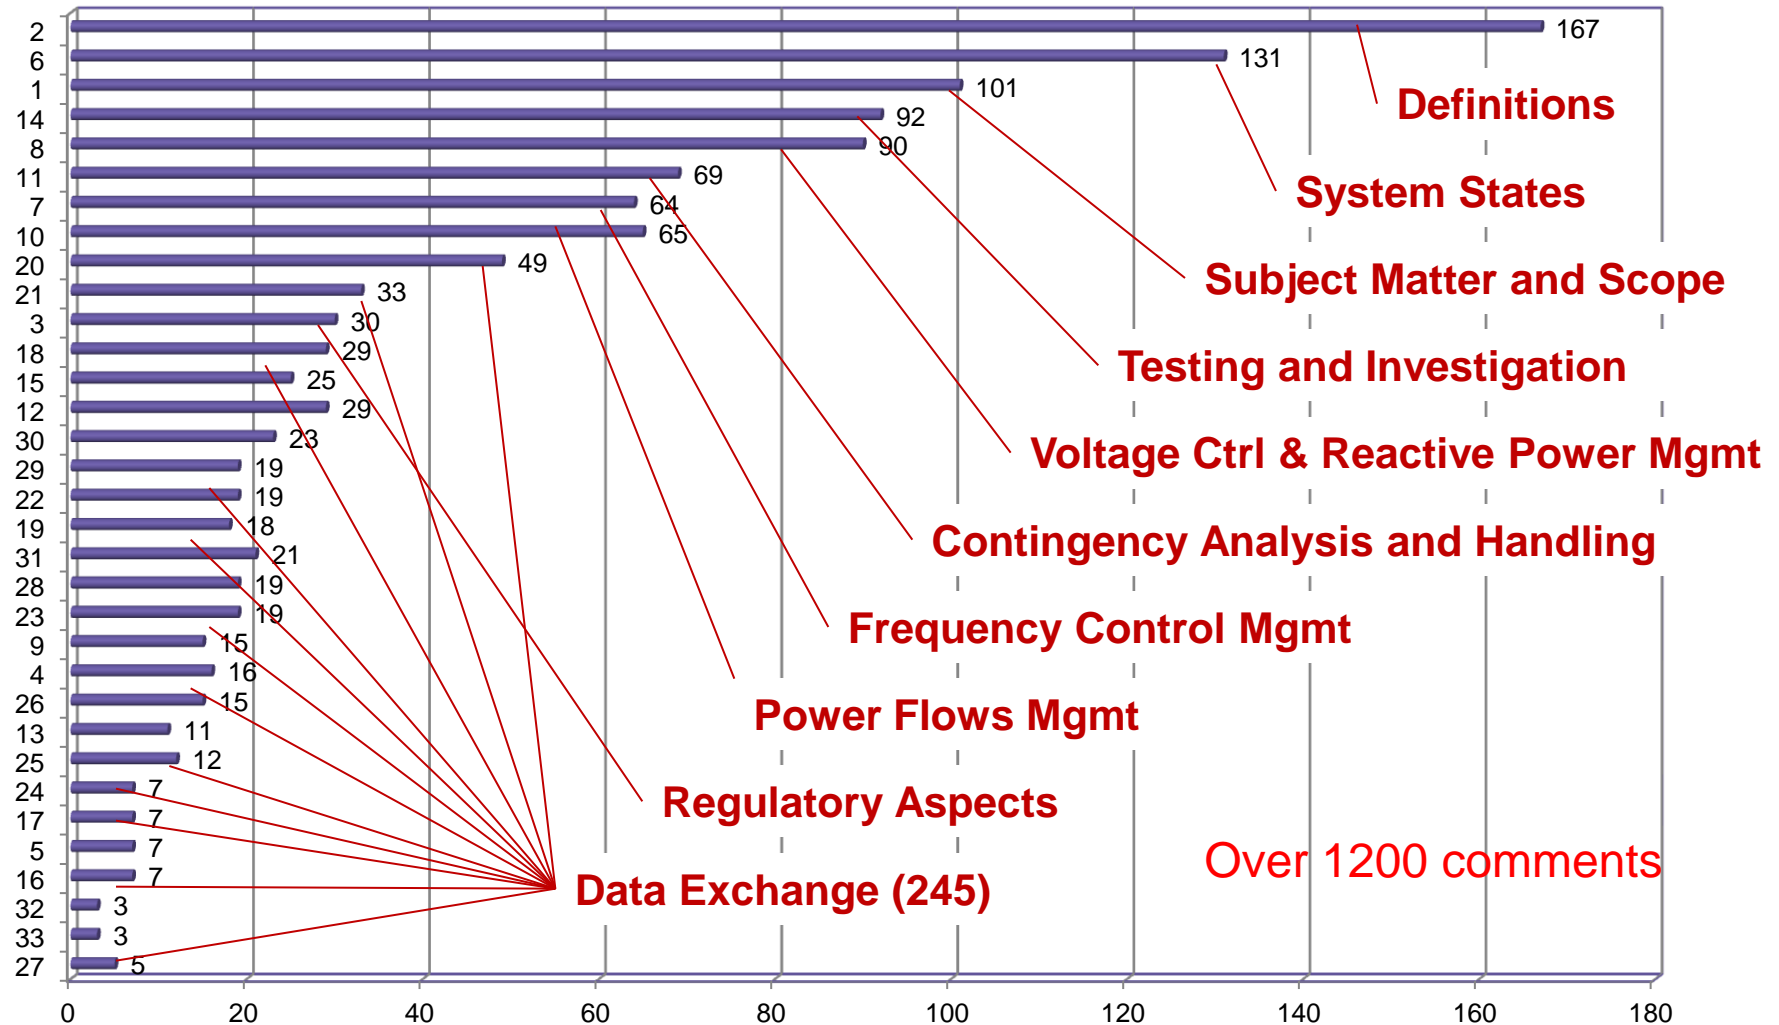 2 167
6 131
1 101
Definitions
14 92
8 90
11 69
System States
7 64
10 65
20 49
Subject Matter and Scope
21 33
3 30
18 29
Testing and Investigation
15 25
12 29
30 23
Voltage Ctrl & Reactive Power Mgmt
29 19
22 19
19 18
Contingency Analysis and Handling
31 21
28 19
23 19
Frequency Control Mgmt
9 15
4 16
26 15
Power Flows Mgmt
13 11
25 12
24 7
Regulatory Aspects
17 7
5 7
Over 1200 comments
16 7
Data Exchange (245)
32 3
33 3
27 5
0 20 40 60 80 100 120 140 160 180